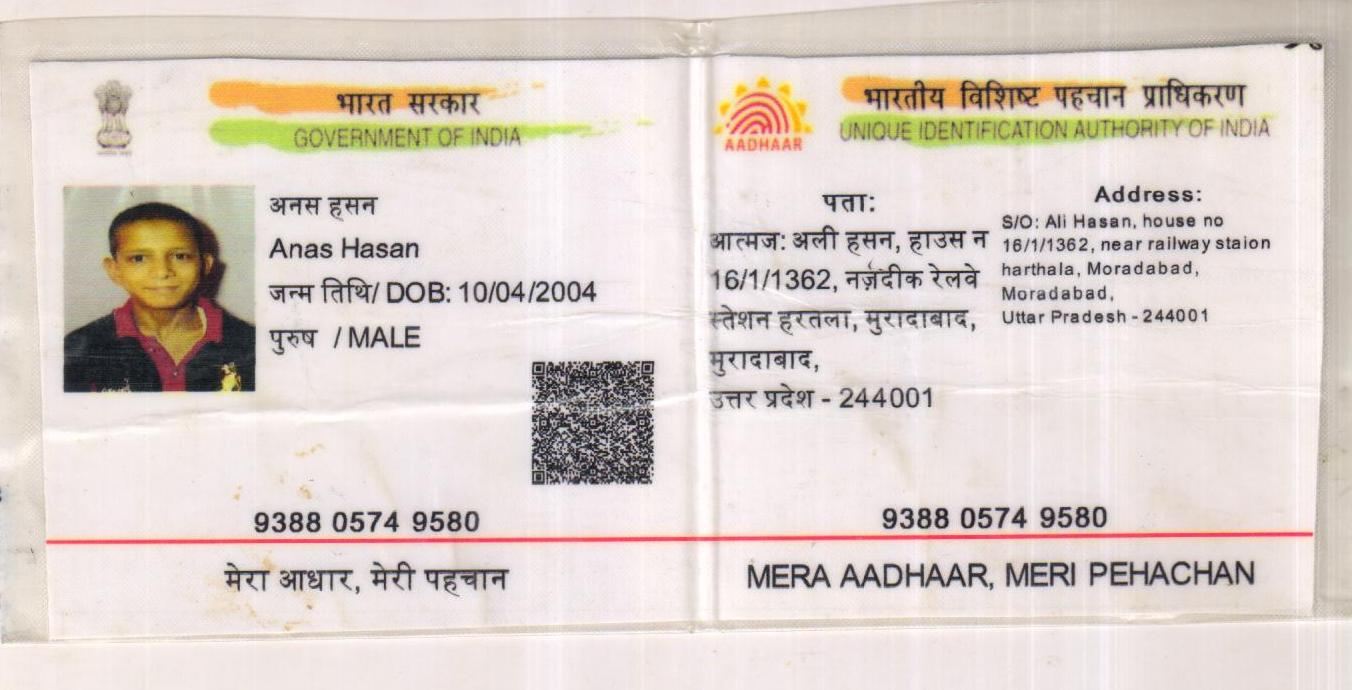 भारत सरकार
GOVERNMENT OF INDIA
अनस हसन
Anas Hasan
जन्म तिथि/ DOB: 10/04/2004
पुरुष / MALE
9388 0574 9580
मेरा आधार, मेरी पहचान
AADHAAR
भारतीय विशिष्ट पहचान प्राधिकरण
UNIQUE IDENTIFICATION AUTHORITY OF INDIA
पता:
आत्मज: अली हसन, हाउस न
16/1/1362, नर्ज़दीक रेलवे
स्तेशन हरतला, मुरादाबाद,
मुरादाबाद,
उत्तर प्रदेश - 244001
Address:
S/O: Ali Hasan, house no
16/1/1362, near railway staion
harthala, Moradabad,
Moradabad,
Uttar Pradesh - 244001
9388 0574 9580
MERA AADHAAR, MERI PEHACHAN